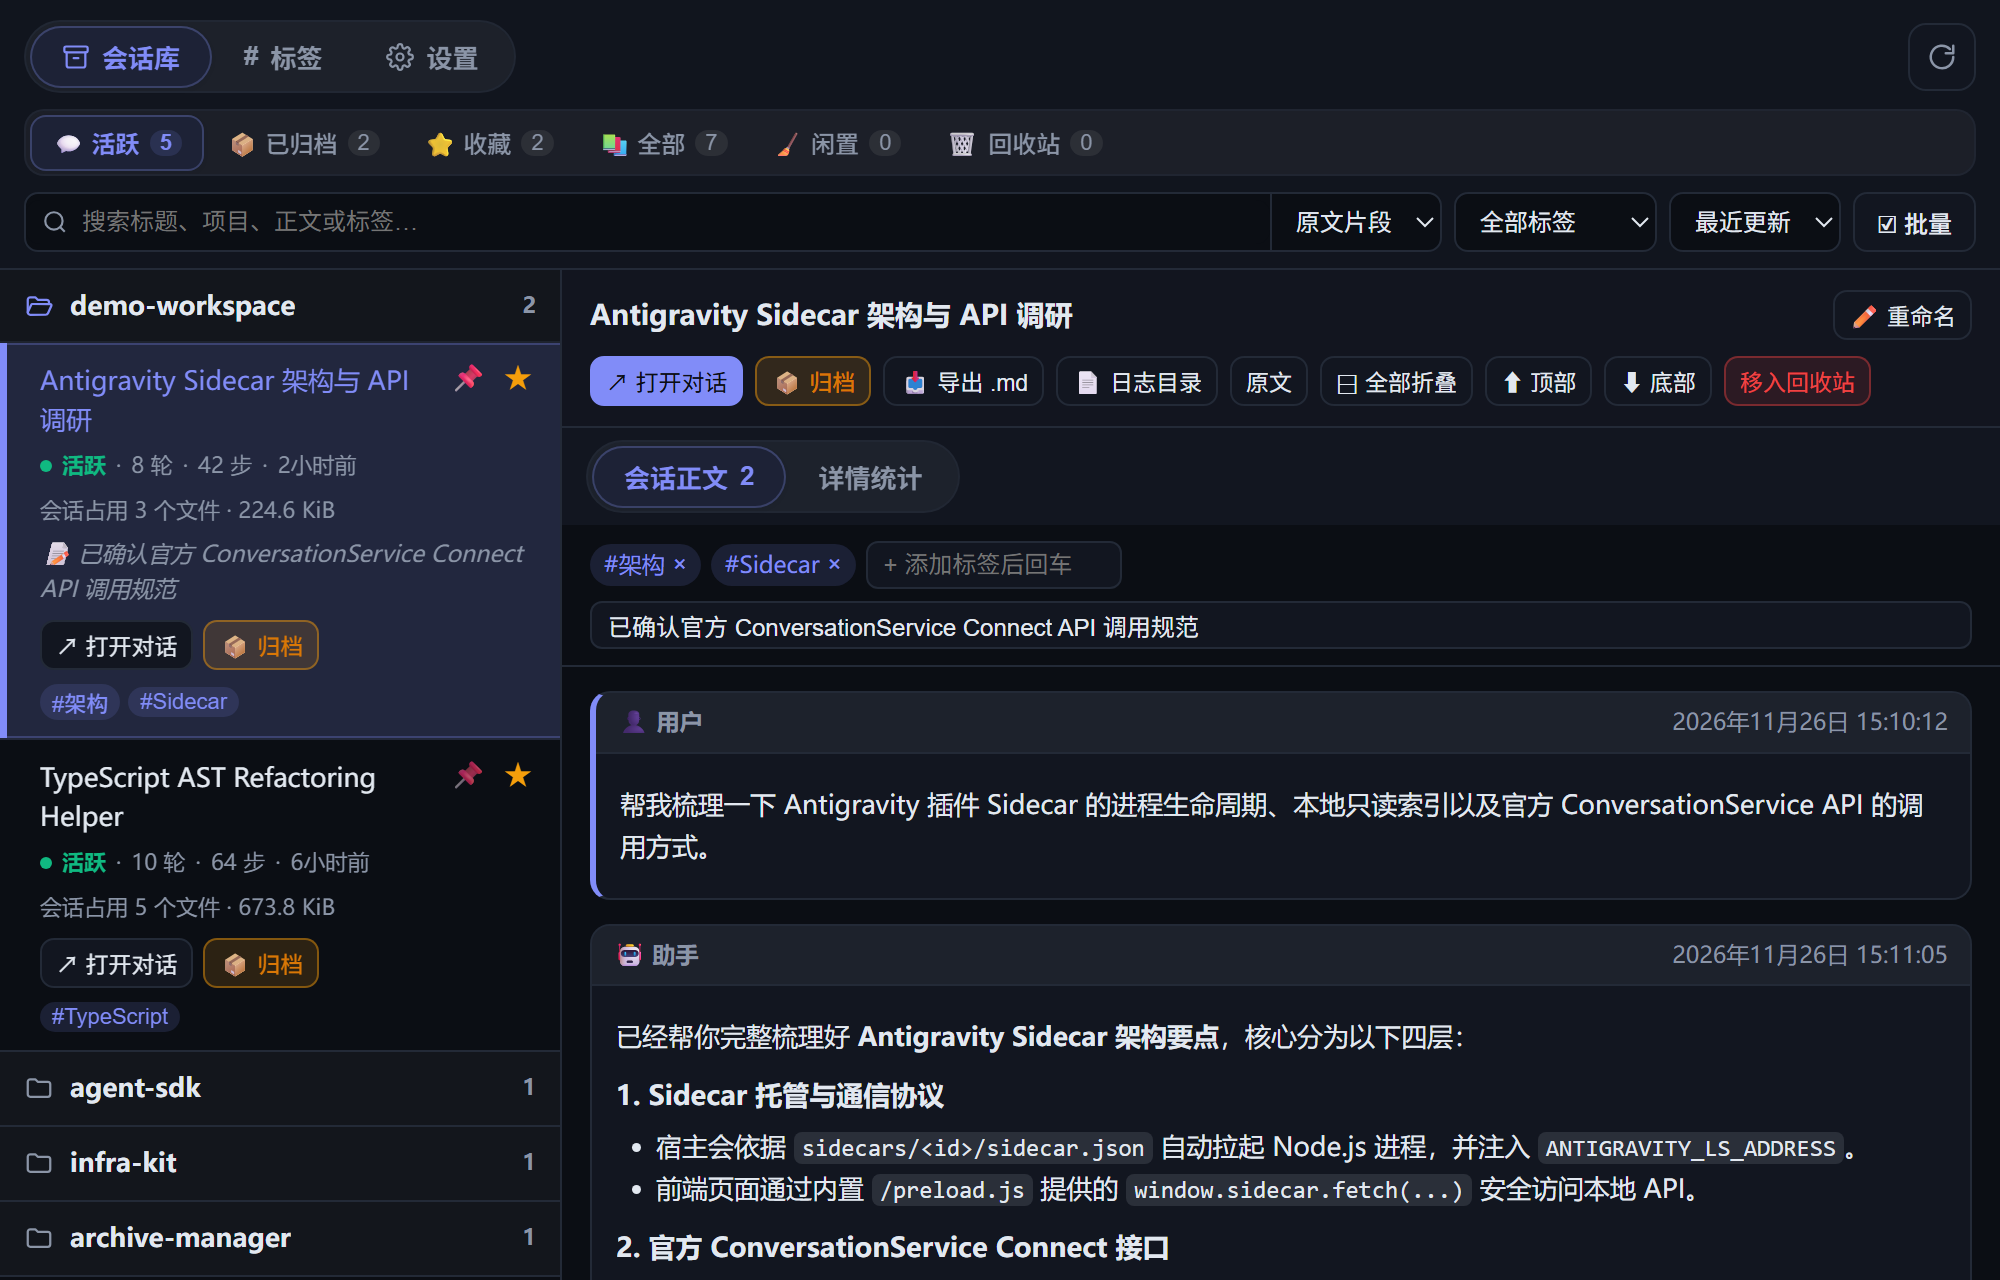 会话库
# 标签
设置
活跃 5
已归档 2
收藏 2
全部 7
闲置 0
回收站 0
搜索标题、项目、正文或标签…
原文片段
全部标签
最近更新
☑ 批量
demo-workspace 2
Antigravity Sidecar 架构与 API
调研
活跃 · 8 轮 · 42 步 · 2小时前
会话占用 3 个文件 · 224.6 KiB
已确认官方 ConversationService Connect
API 调用规范
↗ 打开对话
归档
#架构
#Sidecar
TypeScript AST Refactoring
Helper
活跃 · 10 轮 · 64 步 · 6小时前
会话占用 5 个文件 · 673.8 KiB
↗ 打开对话
归档
#TypeScript
agent-sdk 1
infra-kit 1
archive-manager 1
Antigravity Sidecar 架构与 API 调研
重命名
↗ 打开对话
归档
导出 .md
日志目录
原文
全部折叠
⬆ 顶部
⬇ 底部
移入回收站
会话正文 2
详情统计
#架构 ×
#Sidecar ×
+ 添加标签后回车
已确认官方 ConversationService Connect API 调用规范
用户
2026年11月26日 15:10:12
帮我梳理一下 Antigravity 插件 Sidecar 的进程生命周期、本地只读索引以及官方 ConversationService API 的调
用方式。
助手
2026年11月26日 15:11:05
已经帮你完整梳理好 Antigravity Sidecar 架构要点，核心分为以下四层：
1. Sidecar 托管与通信协议
• 宿主会依据 sidecars/<id>/sidecar.json 自动拉起 Node.js 进程，并注入 ANTIGRAVITY_LS_ADDRESS 。
• 前端页面通过内置 /preload.js 提供的 window.sidecar.fetch(...) 安全访问本地 API。
2. 官方 ConversationService Connect 接口